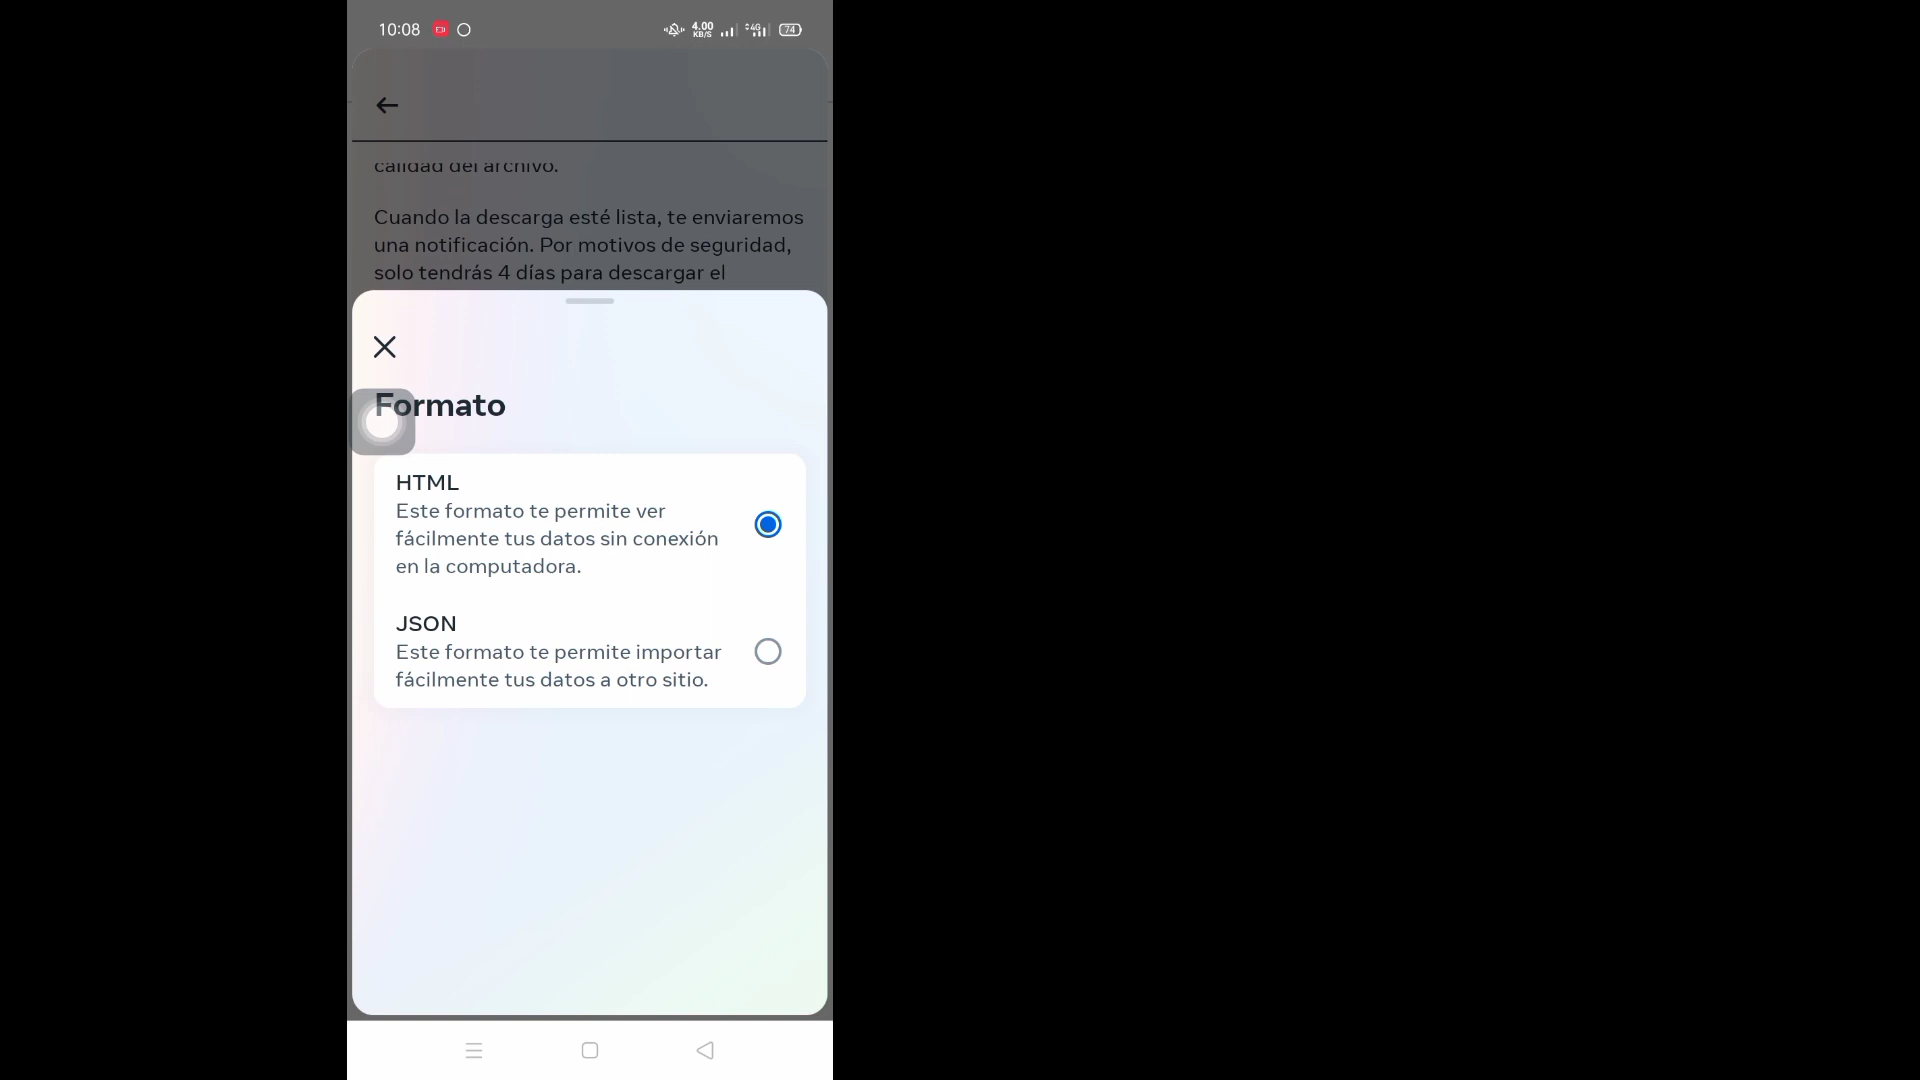 10:08
4.00
KB/S
4G
74
calidad del archivo.
Cuando la descarga esté lista, te enviaremos
una notificación. Por motivos de seguridad,
solo tendrás 4 días para descargar el
Formato
HTML
Este formato te permite ver
fácilmente tus datos sin conexión
en la computadora.
JSON
Este formato te permite importar
fácilmente tus datos a otro sitio.